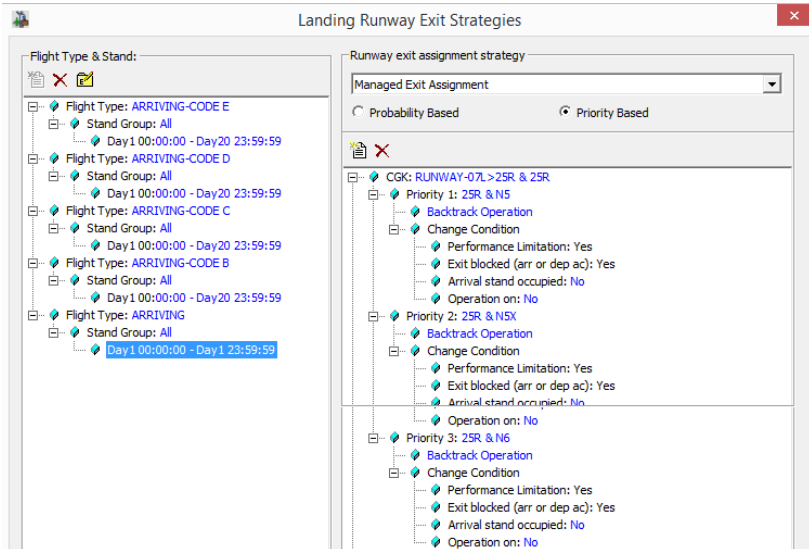 Landing Runway Exit Strategies
Flight Type & Stand:
Flight Type: ARRIVING-CODE E
Stand Group: All
Day1 00:00:00 - Day20 23:59:59
Flight Type: ARRIVING-CODE D
Stand Group: All
Day1 00:00:00 - Day20 23:59:59
Flight Type: ARRIVING-CODE C
Stand Group: All
Day1 00:00:00 - Day20 23:59:59
Flight Type: ARRIVING-CODE B
Stand Group: All
Day1 00:00:00 - Day20 23:59:59
Flight Type: ARRIVING
Stand Group: All
Day1 00:00:00 - Day1 23:59:59
Runway exit assignment strategy
Managed Exit Assignment
Probability Based
Priority Based
CGK: RUNWAY-07L>25R & 25R
Priority 1: 25R & N5
Backtrack Operation
Change Condition
Performance Limitation: Yes
Exit blocked (arr or dep ac): Yes
Arrival stand occupied: No
Operation on: No
Priority 2: 25R & N5X
Backtrack Operation
Change Condition
Performance Limitation: Yes
Exit blocked (arr or dep ac): Yes
Arrival stand occupied: No
Operation on: No
Priority 3: 25R & N6
Backtrack Operation
Change Condition
Performance Limitation: Yes
Exit blocked (arr or dep ac): Yes
Arrival stand occupied: No
Operation on: No